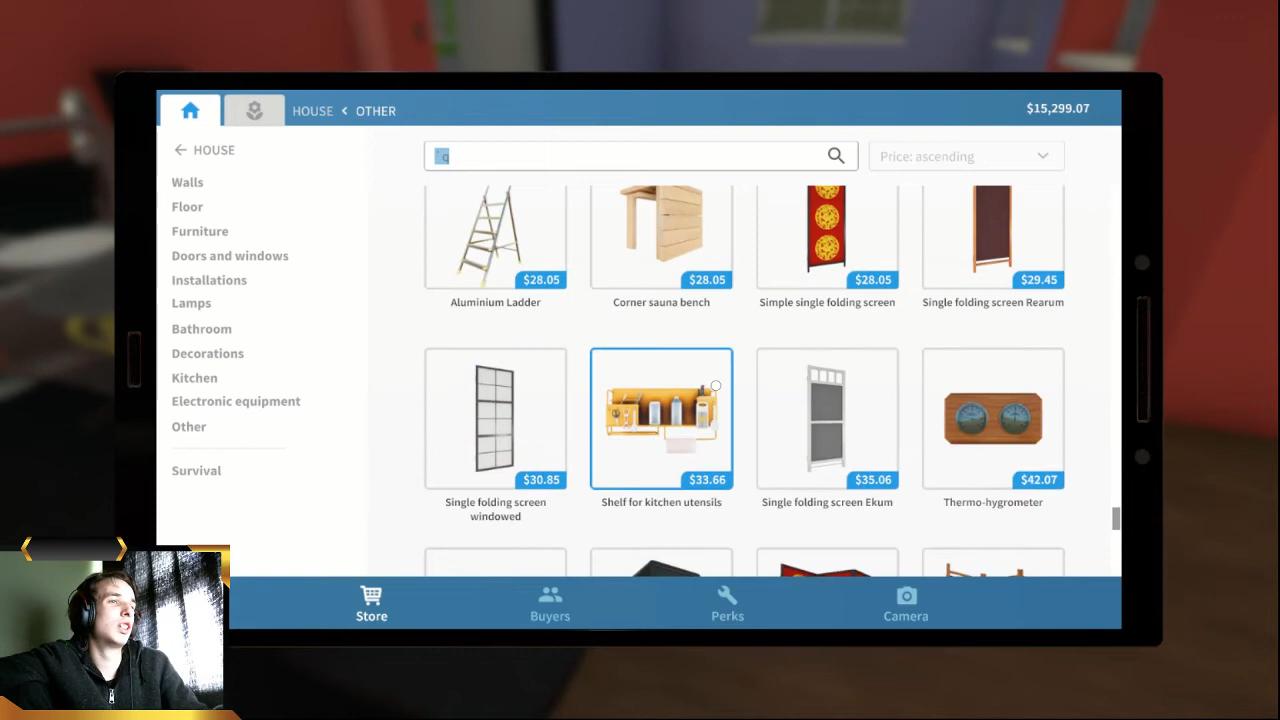 HOUSE < OTHER
$15,299.07
← HOUSE
q
Price: ascending
Walls
Floor
Furniture
Doors and windows
Installations
Lamps
Bathroom
Decorations
Kitchen
Electronic equipment
Other
Survival
$28.05
$28.05
$28.05
$29.45
Aluminium Ladder
Corner sauna bench
Simple single folding screen
Single folding screen Rearum
$30.85
$33.66
$35.06
$42.07
Single folding screen
windowed
Shelf for kitchen utensils
Single folding screen Ekum
Thermo-hygrometer
Store
Buyers
Perks
Camera